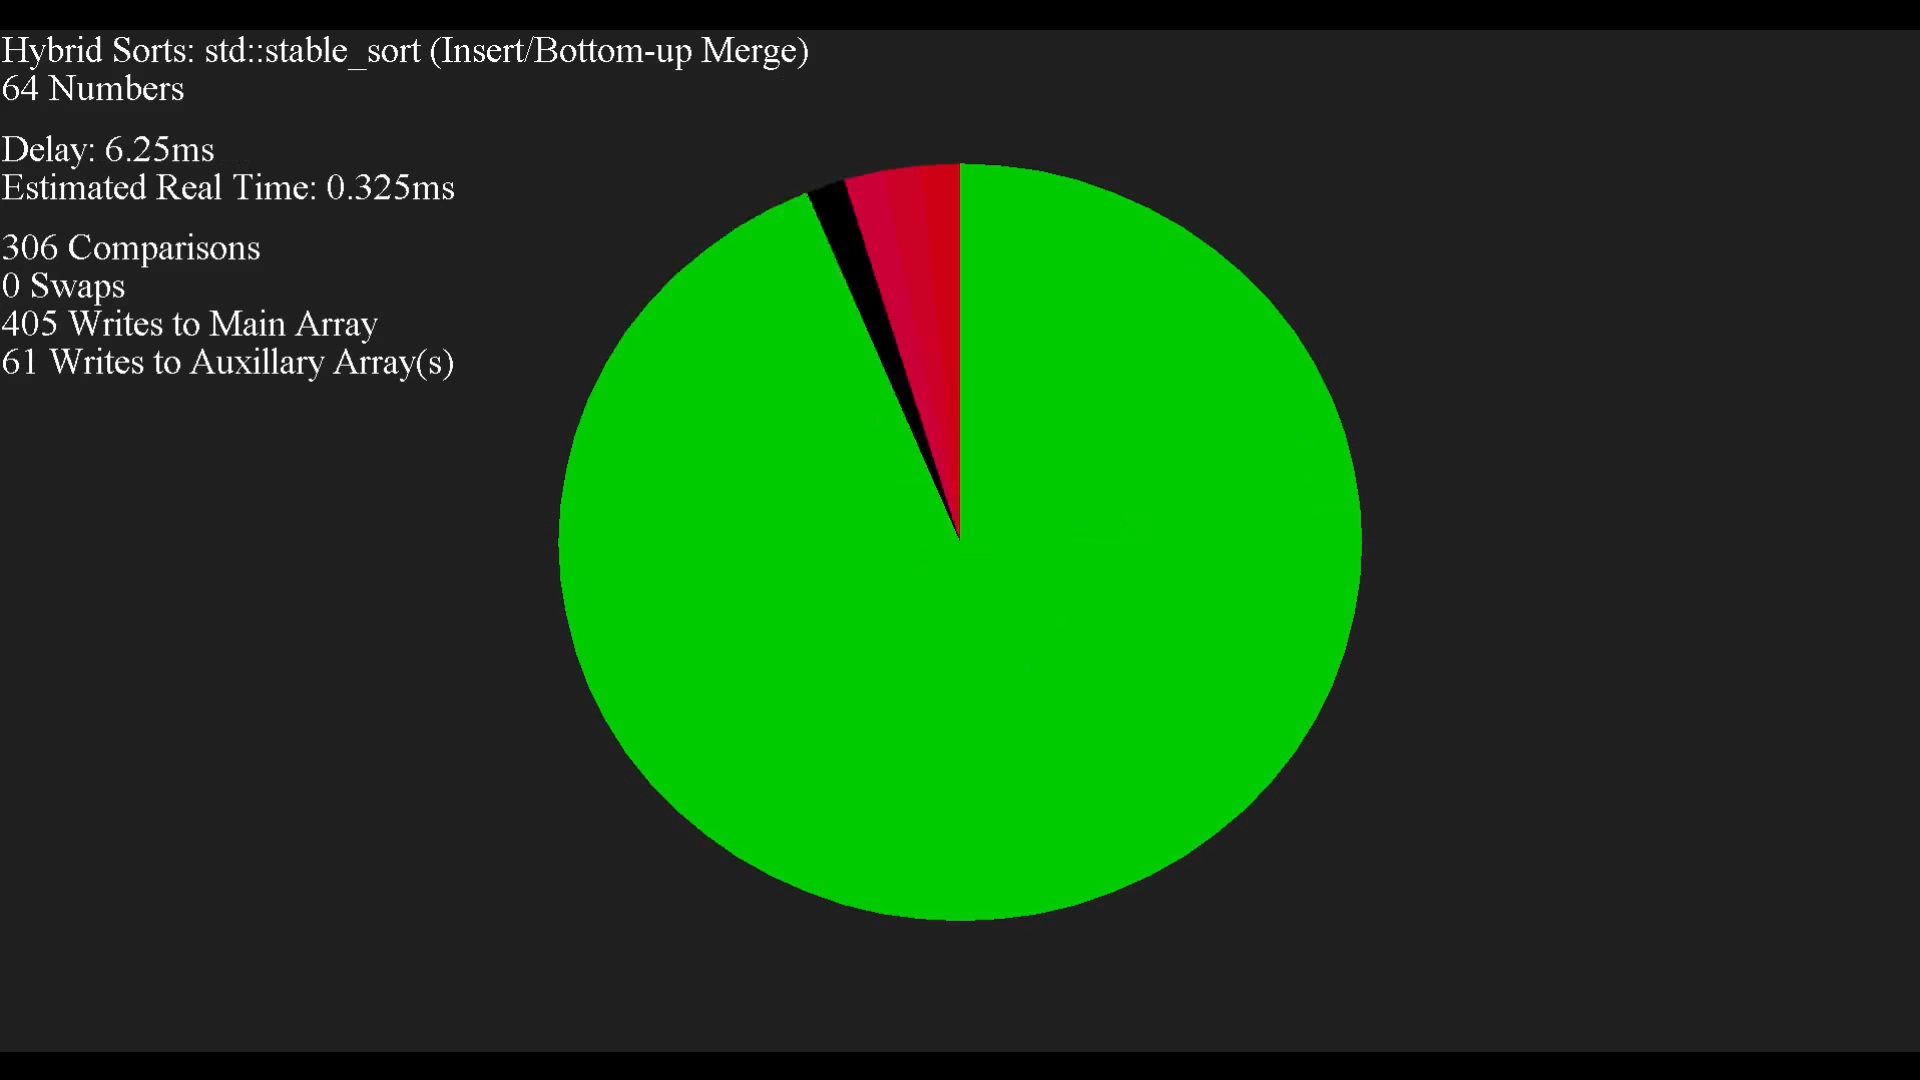 Hybrid Sorts: std::stable_sort (Insert/Bottom-up Merge)
64 Numbers
Delay: 6.25ms
Estimated Real Time: 0.325ms
306 Comparisons
0 Swaps
405 Writes to Main Array
61 Writes to Auxillary Array(s)